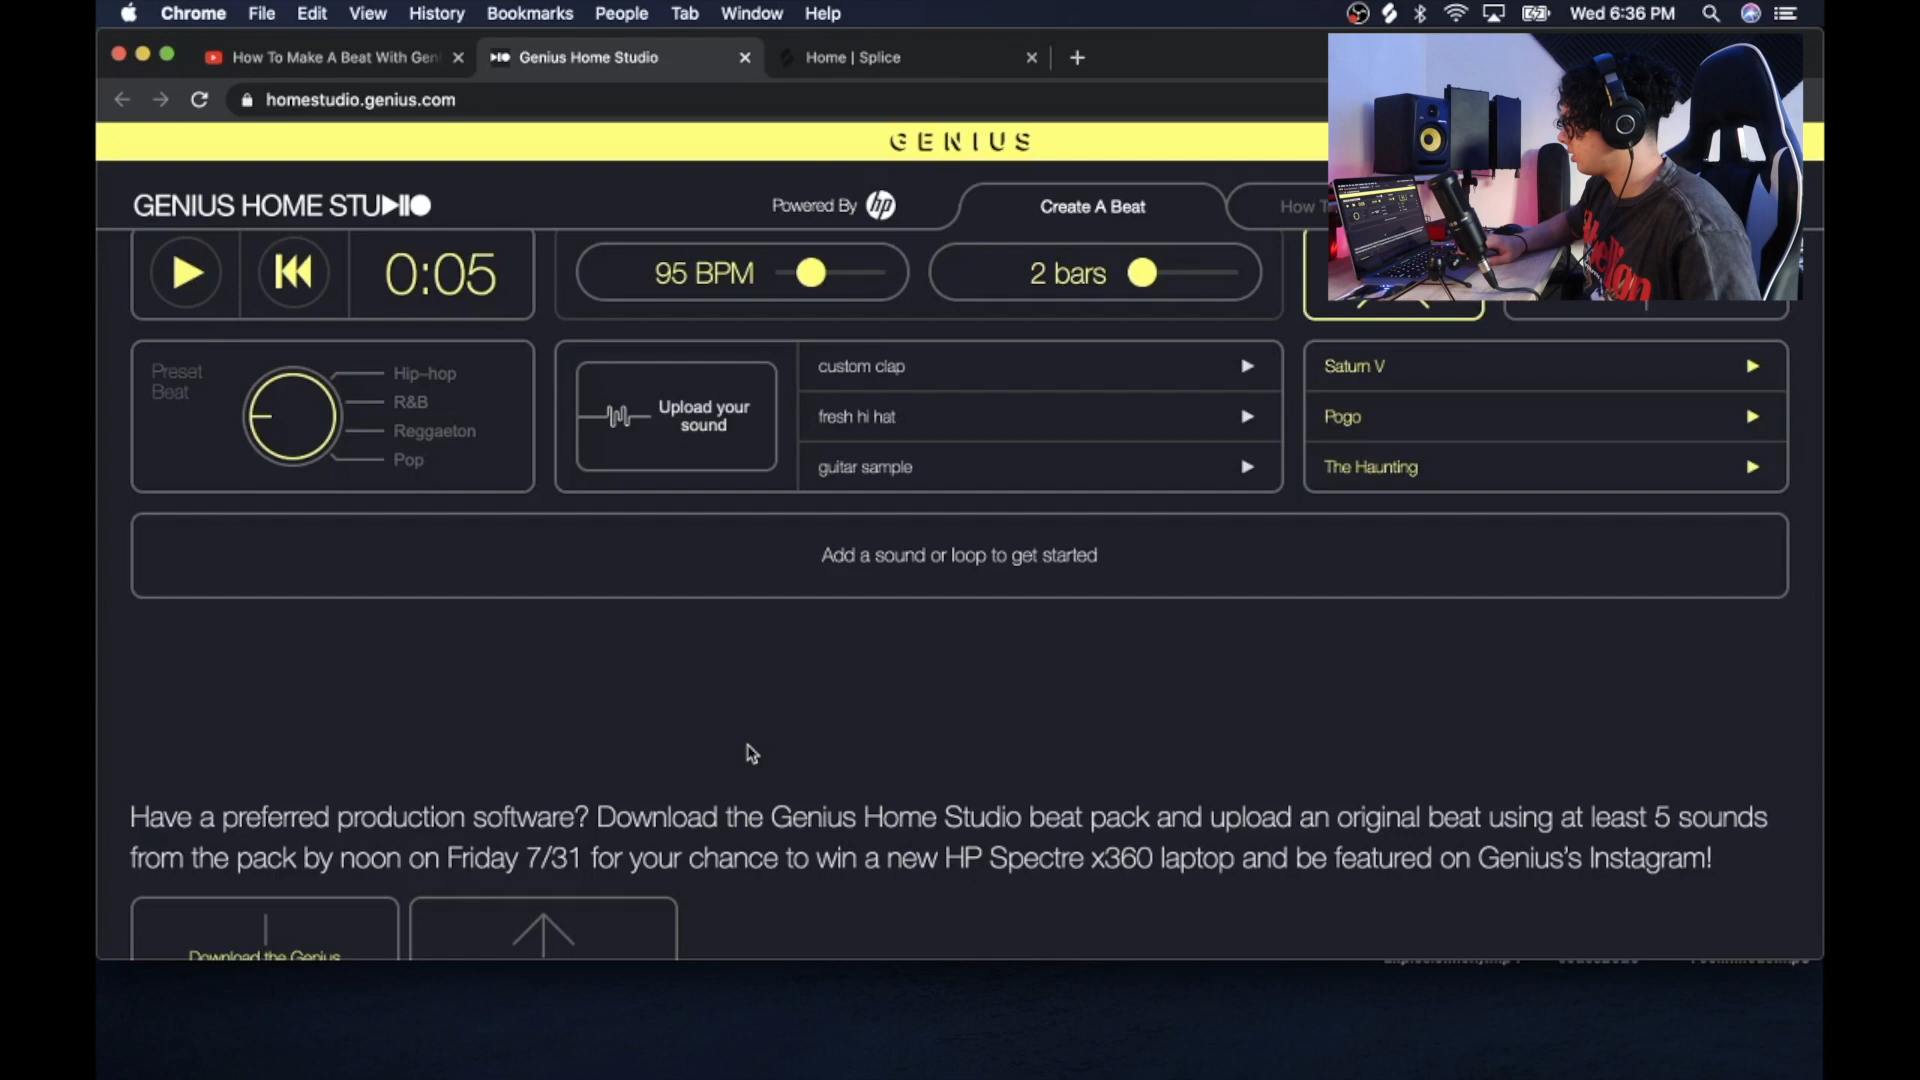 Chrome File Edit View History Bookmarks People Tab Window Help
Wed 6:36 PM
How To Make A Beat With Geni
Genius Home Studio
Home | Splice
homestudio.genius.com
GENIUS
GENIUS HOME STUDIO
Powered By hp
Create A Beat
How T
0:05
95 BPM
2 bars
Preset
Beat
Hip-hop
R&B
Reggaeton
Pop
Upload your
sound
custom clap
fresh hi hat
guitar sample
Saturn V
Pogo
The Haunting
Add a sound or loop to get started
Have a preferred production software? Download the Genius Home Studio beat pack and upload an original beat using at least 5 sounds
from the pack by noon on Friday 7/31 for your chance to win a new HP Spectre x360 laptop and be featured on Genius's Instagram!
Download the Genius